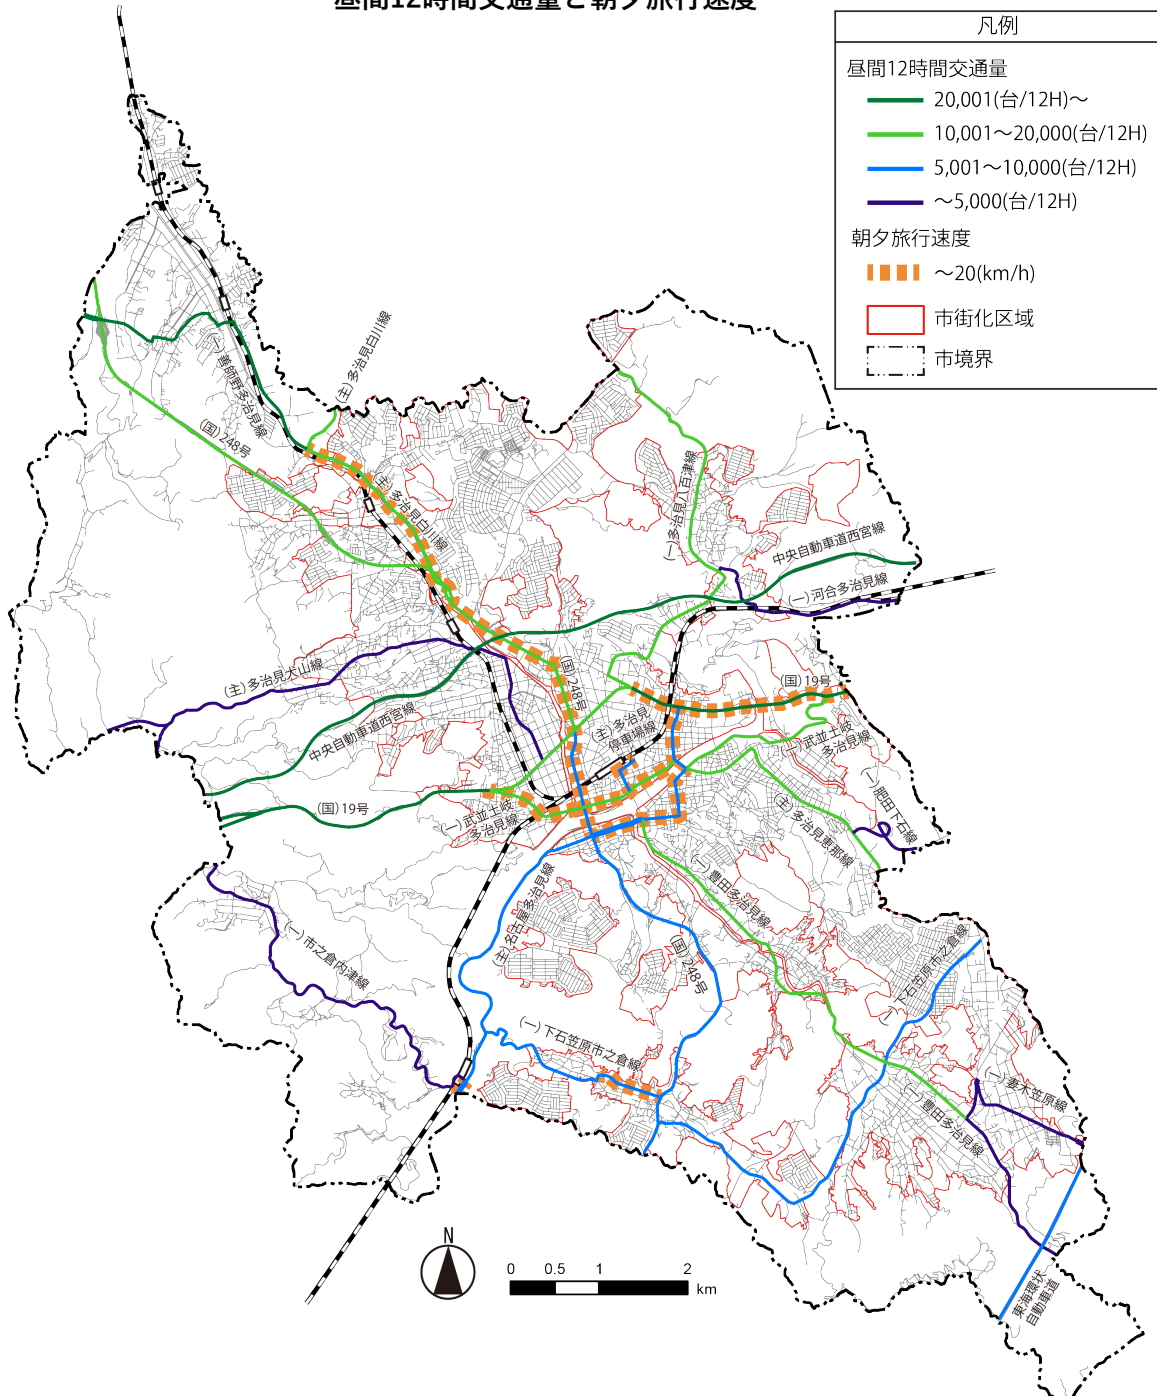 昼間12時間交通量と朝夕旅行速度
凡例
昼間12時間交通量
20,001(台/12H)～
10,001～20,000(台/12H)
5,001～10,000(台/12H)
～5,000(台/12H)
朝夕旅行速度
～20(km/h)
市街化区域
市境界
(主)多治見白川線
(一)善師野多治見線
(国)248号
(主)多治見白川線
(一)多治見八百津線
中央自動車道西宮線
(一)河合多治見線
(主)多治見犬山線
(国)248号
(国)19号
中央自動車道西宮線
(主)多治見
停車場線
(一)武並土岐
多治見線
(国)19号
(一)武並土岐
多治見線
(一)肥田下石線
(主)多治見恵那線
(一)豊田多治見線
(主)名古屋多治見線
(国)248号
(一)市之倉内津線
(一)下石笠原市之倉線
(一)下石笠原市之倉線
(一)妻木笠原線
(一)豊田多治見線
東海環状
自動車道
N
0 0.5 1 2
km